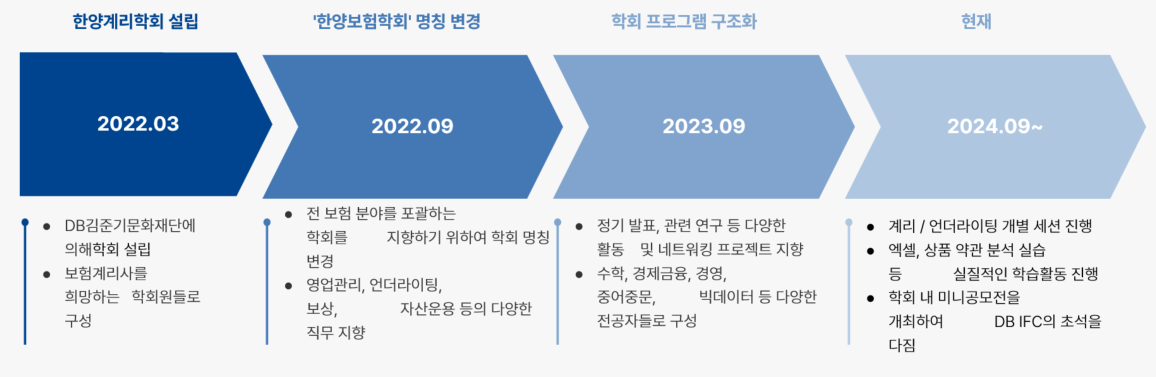 한양계리학회 설립
'한양보험학회' 명칭 변경
학회 프로그램 구조화
현재
2022.03
2022.09
2023.09
2024.09~
● DB김준기문화재단에
의해학회 설립
● 보험계리사를
희망하는 학회원들로
구성
● 전 보험 분야를 포괄하는
학회를 지향하기 위하여 학회 명칭
변경
● 영업관리, 언더라이팅,
보상, 자산운용 등의 다양한
직무 지향
● 정기 발표, 관련 연구 등 다양한
활동 및 네트워킹 프로젝트 지향
● 수학, 경제금융, 경영,
중어중문, 빅데이터 등 다양한
전공자들로 구성
● 계리 / 언더라이팅 개별 세션 진행
● 엑셀, 상품 약관 분석 실습
등 실질적인 학습활동 진행
● 학회 내 미니공모전을
개최하여 DB IFC의 초석을
다짐